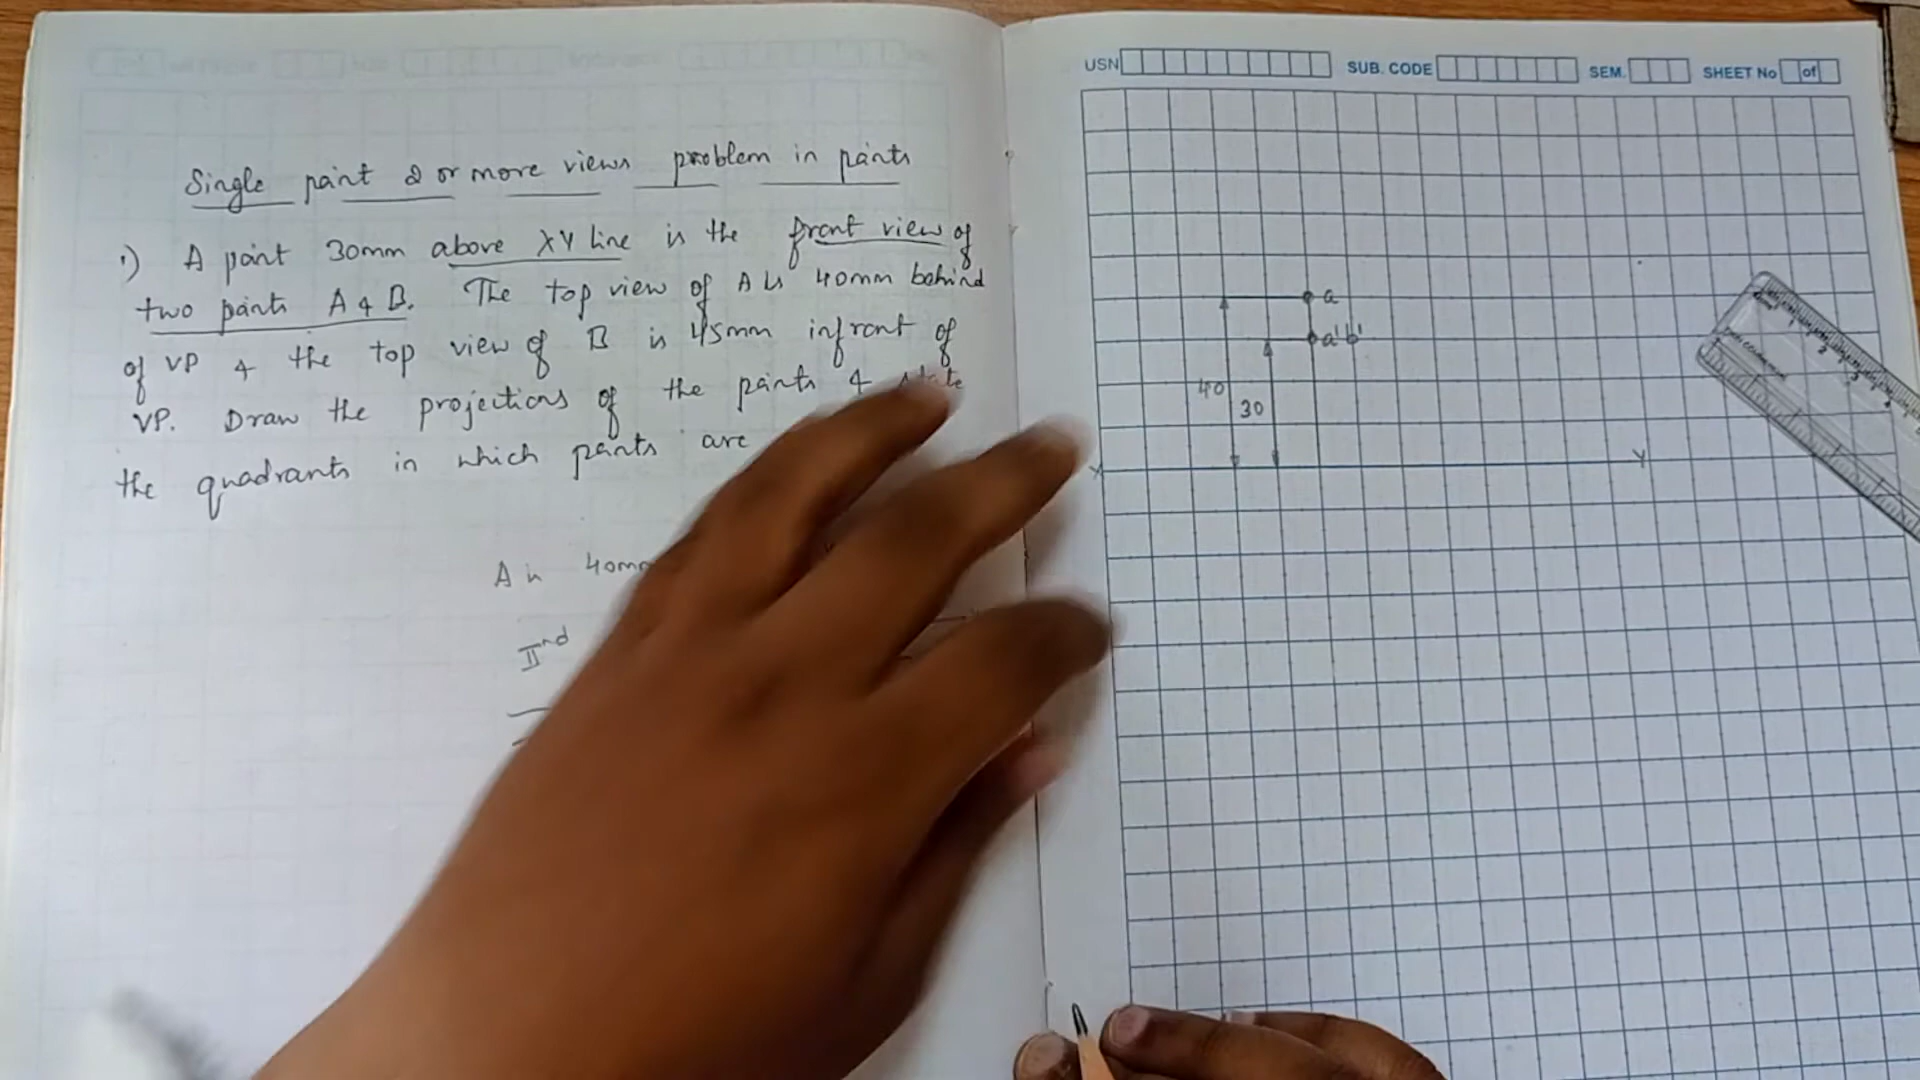 Single point 2 or more views problem in points
1) A point 30mm above XY line is the front view of
two points A & B. The top view of A is 40mm behind
of VP & the top view of B is 45mm infront of
VP. Draw the projections of the points & state
the quadrants in which points are
A is 40mm
IInd
USN SUB. CODE SEM. SHEET No of
a
a'b'
40
30
X Y